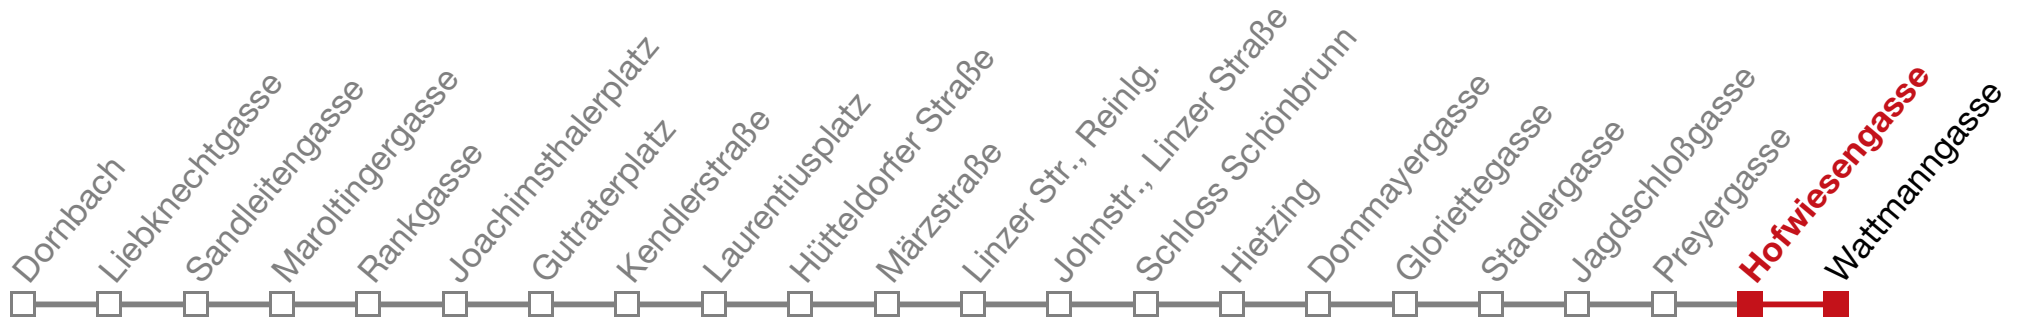 Dornbach
Liebknechtgasse
Sandleitengasse
Maroltingergasse
Rankgasse
Joachimsthalerplatz
Gutraterplatz
Kendlerstraße
Laurentiusplatz
Hütteldorfer Straße
Märzstraße
Linzer Str., Reinlg.
Johnstr., Linzer Straße
Schloss Schönbrunn
Hietzing
Dommayergasse
Gloriettegasse
Stadlergasse
Jagdschloßgasse
Preyergasse
Hofwiesengasse
Wattmanngasse